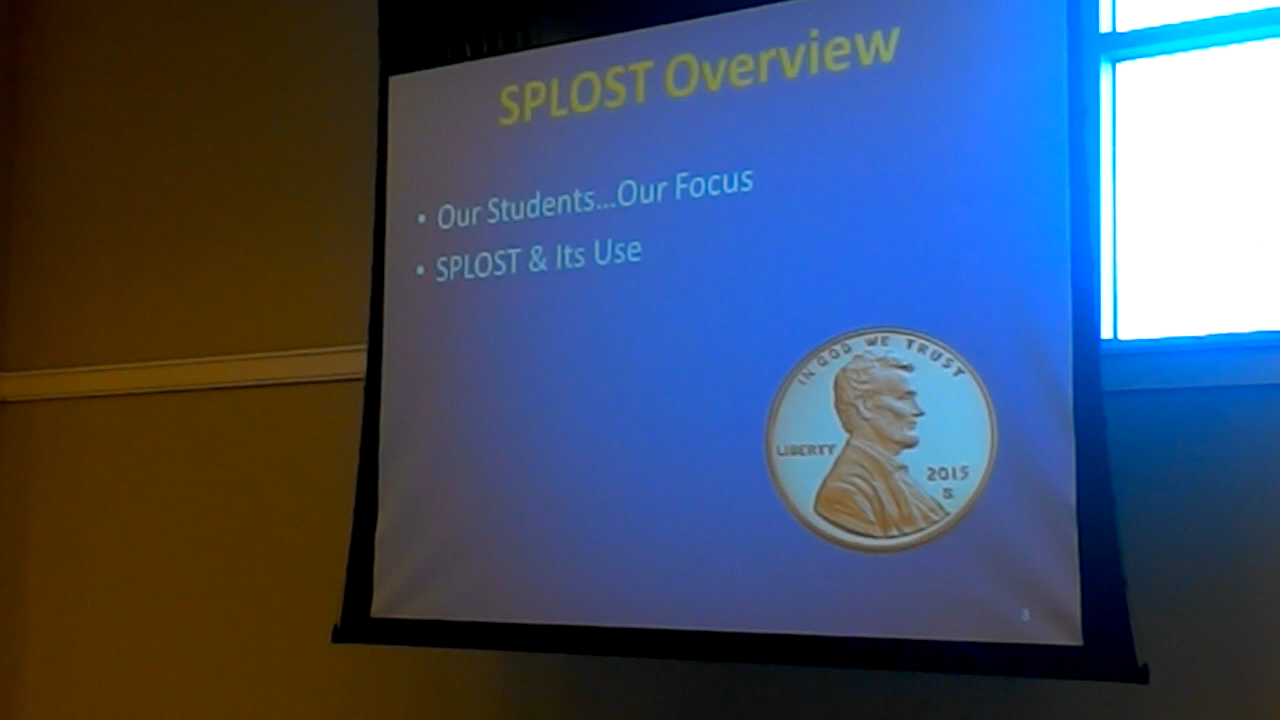 SPLOST Overview
• Our Students...Our Focus
• SPLOST & Its Use
IN GOD WE TRUST
LIBERTY
2015
S
3